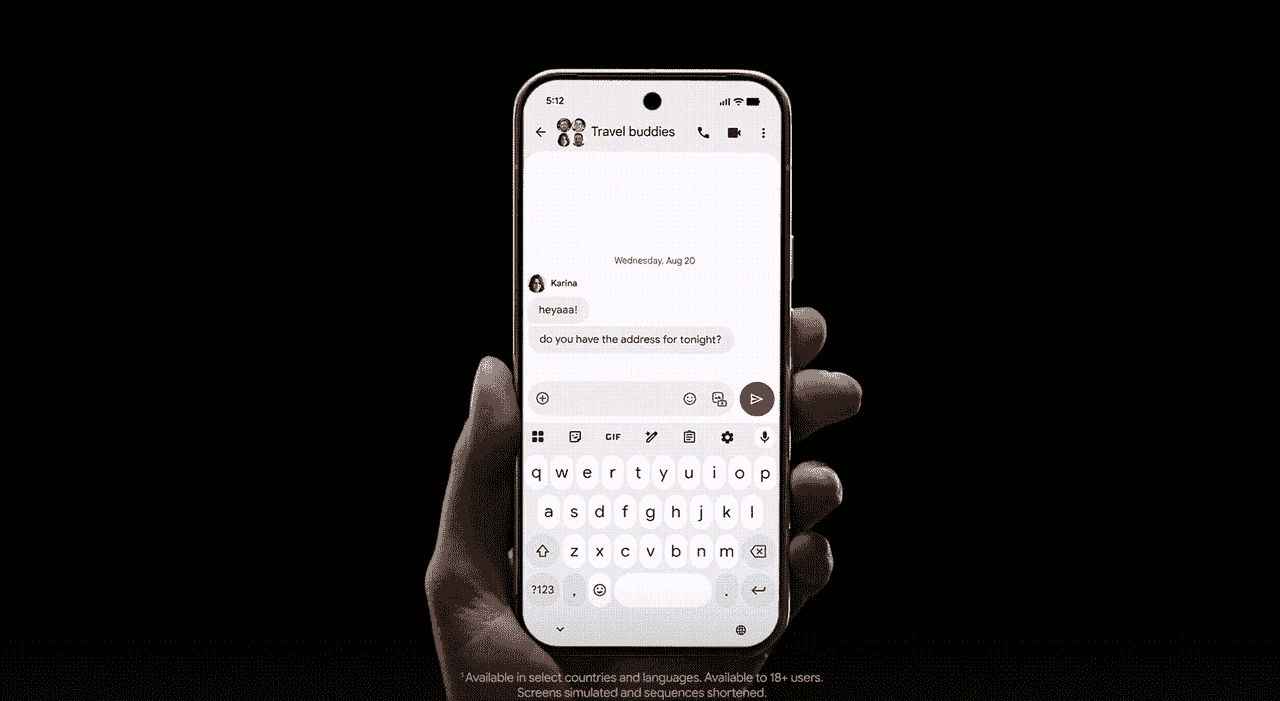 5:12
Travel buddies
Wednesday, Aug 20
Karina
heyaaa!
do you have the address for tonight?
GIF
q w e r t y u i o p
a s d f g h j k l
z x c v b n m
?123 , .
¹Available in select countries and languages. Available to 18+ users.
Screens simulated and sequences shortened.